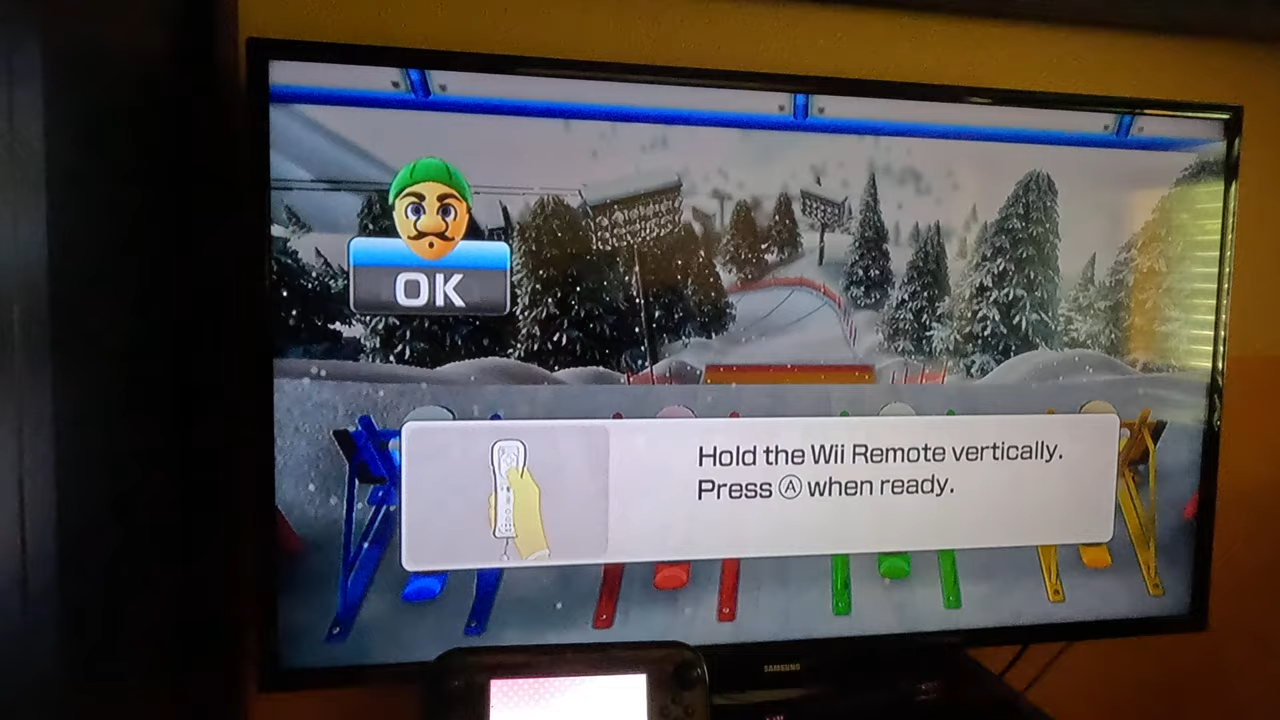 OK
Hold the Wii Remote vertically.
Press Ⓐ when ready.
SAMSUNG